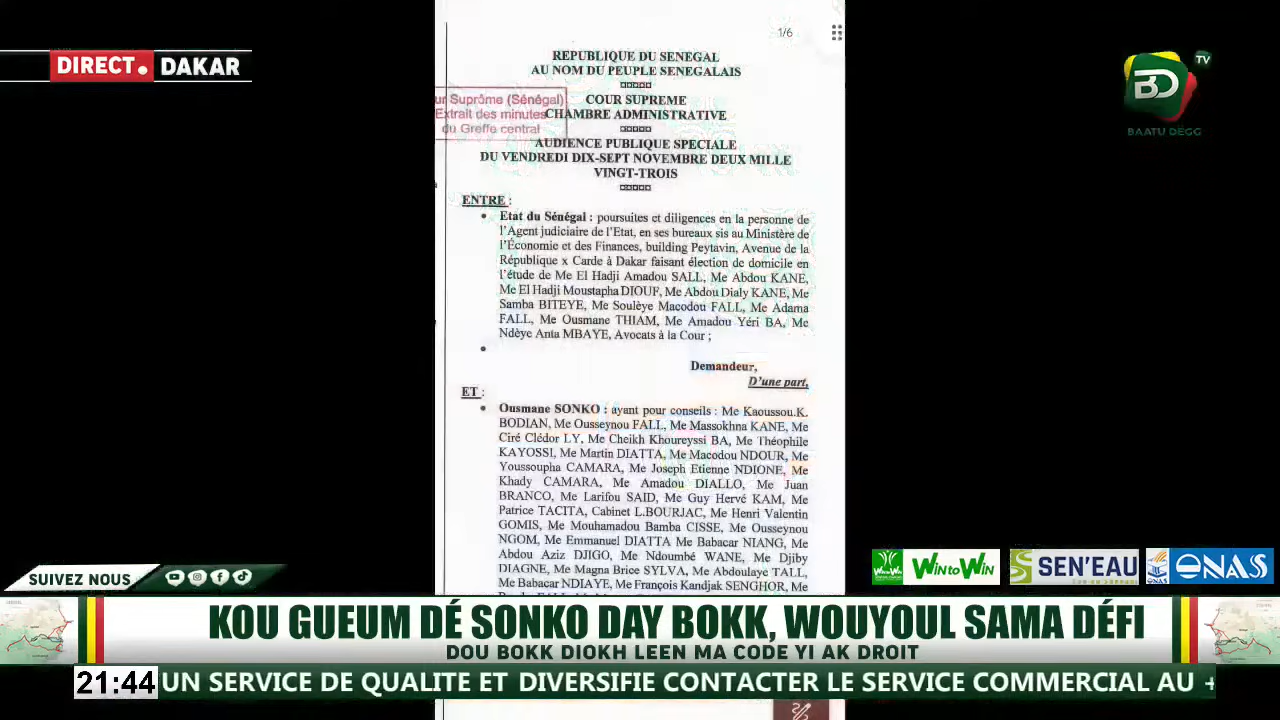 1/6
DIRECT. DAKAR
REPUBLIQUE DU SENEGAL
AU NOM DU PEUPLE SENEGALAIS
COUR SUPREME
CHAMBRE ADMINISTRATIVE
ur Suprême (Sénégal)
Extrait des minutes
du Greffe central
AUDIENCE PUBLIQUE SPECIALE
DU VENDREDI DIX-SEPT NOVEMBRE DEUX MILLE
VINGT-TROIS
TV
BD
BAATU DEGG
ENTRE :
• Etat du Sénégal : poursuites et diligences en la personne de
l'Agent judiciaire de l'Etat, en ses bureaux sis au Ministère de
l'Économie et des Finances, building Peytavin, Avenue de la
République x Carde à Dakar faisant élection de domicile en
l'étude de Me El Hadji Amadou SALL, Me Abdou KANE,
Me El Hadji Moustapha DIOUF, Me Abdou Dialy KANE, Me
Samba BITEYE, Me Soulèye Macodou FALL, Me Adama
FALL, Me Ousmane THIAM, Me Amadou Yéri BA, Me
Ndèye Anta MBAYE, Avocats à la Cour ;
•
Demandeur,
D'une part,
ET :
• Ousmane SONKO : ayant pour conseils : Me Kaoussou.K.
BODIAN, Me Ousseynou FALL, Me Massokhna KANE, Me
Ciré Clédor LY, Me Cheikh Khoureyssi BA, Me Théophile
KAYOSSI, Me Martin DIATTA, Me Macodou NDOUR, Me
Youssoupha CAMARA, Me Joseph Etienne NDIONE, Me
Khady CAMARA, Me Amadou DIALLO, Me Juan
BRANCO, Me Larifou SAID, Me Guy Hervé KAM, Me
Patrice TACITA, Cabinet L.BOURJAC, Me Henri Valentin
GOMIS, Me Mouhamadou Bamba CISSE, Me Ousseynou
NGOM, Me Emmanuel DIATTA Me Babacar NIANG, Me
Abdou Aziz DJIGO, Me Ndoumbé WANE, Me Djiby
DIAGNE, Me Magna Brice SYLVA, Me Abdoulaye TALL,
Me Babacar NDIAYE, Me François Kandjak SENGHOR, Me
SUIVEZ NOUS
WIN TO WIN
SEN'EAU
ONAS
ONAS
KOU GUEUM DÉ SONKO DAY BOKK, WOUYOUL SAMA DÉFI
DOU BOKK DIOKH LEEN MA CODE YI AK DROIT
21:44 UN SERVICE DE QUALITE ET DIVERSIFIE CONTACTER LE SERVICE COMMERCIAL AU +